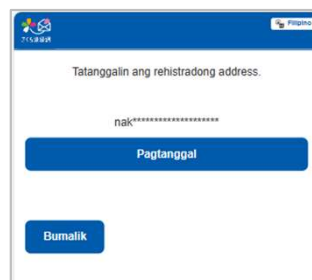 Filipino
Tatanggalin ang rehistradong address.
nak********************
Pagtanggal
Bumalik